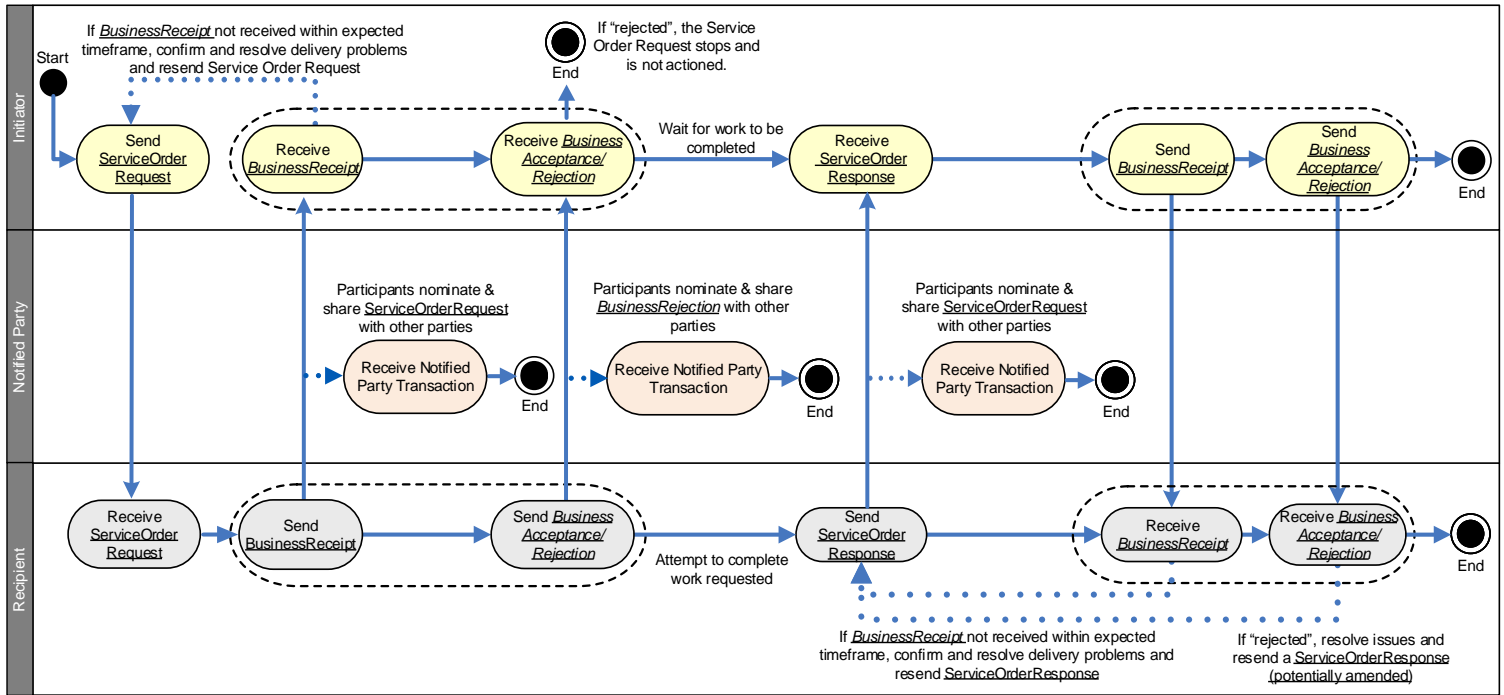 Initiator
Start
If BusinessReceipt not received within expected
timeframe, confirm and resolve delivery problems
and resend Service Order Request
End
If “rejected”, the Service
Order Request stops and
is not actioned.
Send
ServiceOrder
Request
Receive
BusinessReceipt
Receive Business
Acceptance/
Rejection
Wait for work to be
completed
Receive
ServiceOrder
Response
Send
BusinessReceipt
Send
Business
Acceptance/
Rejection
End
Notified Party
Participants nominate &
share ServiceOrderRequest
with other parties
Receive Notified
Party Transaction
End
Participants nominate & share
BusinessRejection with other
parties
Receive Notified Party
Transaction
End
Participants nominate &
share ServiceOrderRequest
with other parties
Receive Notified
Party Transaction
End
Recipient
Receive
ServiceOrder
Request
Send
BusinessReceipt
Send Business
Acceptance/
Rejection
Attempt to complete
work requested
Send
ServiceOrder
Response
Receive
BusinessReceipt
Receive Business
Acceptance/
Rejection
End
If BusinessReceipt not received within expected
timeframe, confirm and resolve delivery problems and
resend ServiceOrderResponse
If “rejected”, resolve issues and
resend a ServiceOrderResponse
(potentially amended)